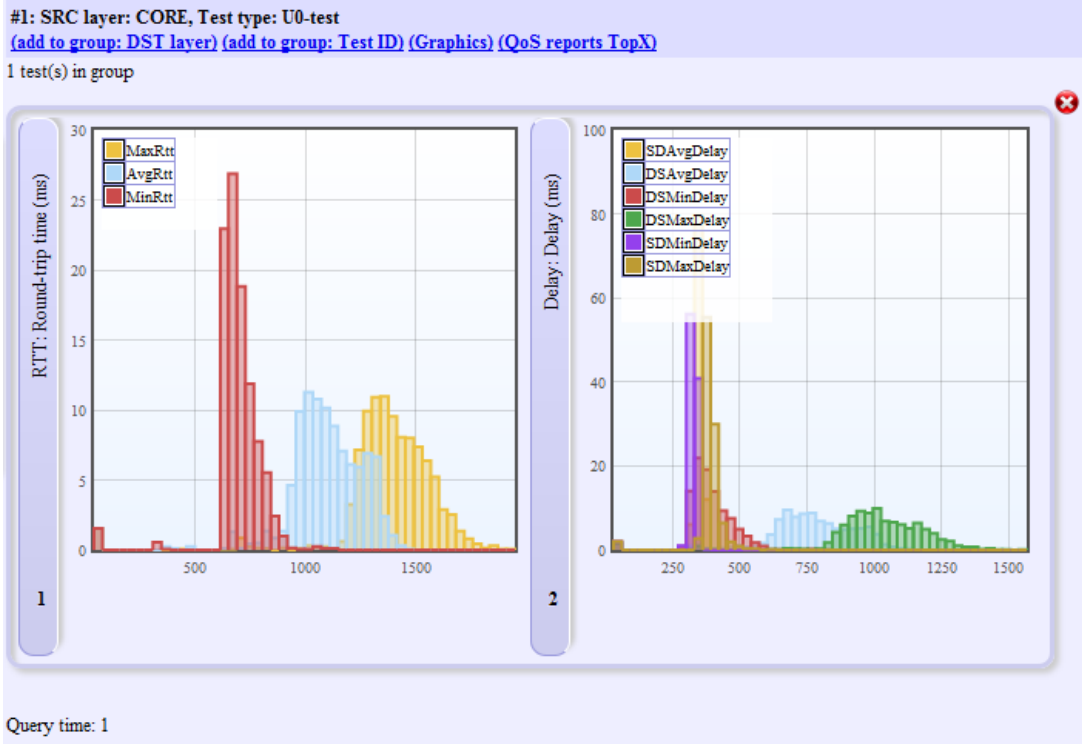 #1: SRC layer: CORE, Test type: U0-test
(add to group: DST layer) (add to group: Test ID) (Graphics) (QoS reports TopX)
1 test(s) in group
RTT: Round-trip time (ms)
1
30
25
20
15
10
5
0
MaxRtt
AvgRtt
MinRtt
500 1000 1500
Delay: Delay (ms)
2
100
80
60
40
20
0
SDAvgDelay
DSAvgDelay
DSMinDelay
DSMaxDelay
SDMinDelay
SDMaxDelay
250 500 750 1000 1250 1500
Query time: 1